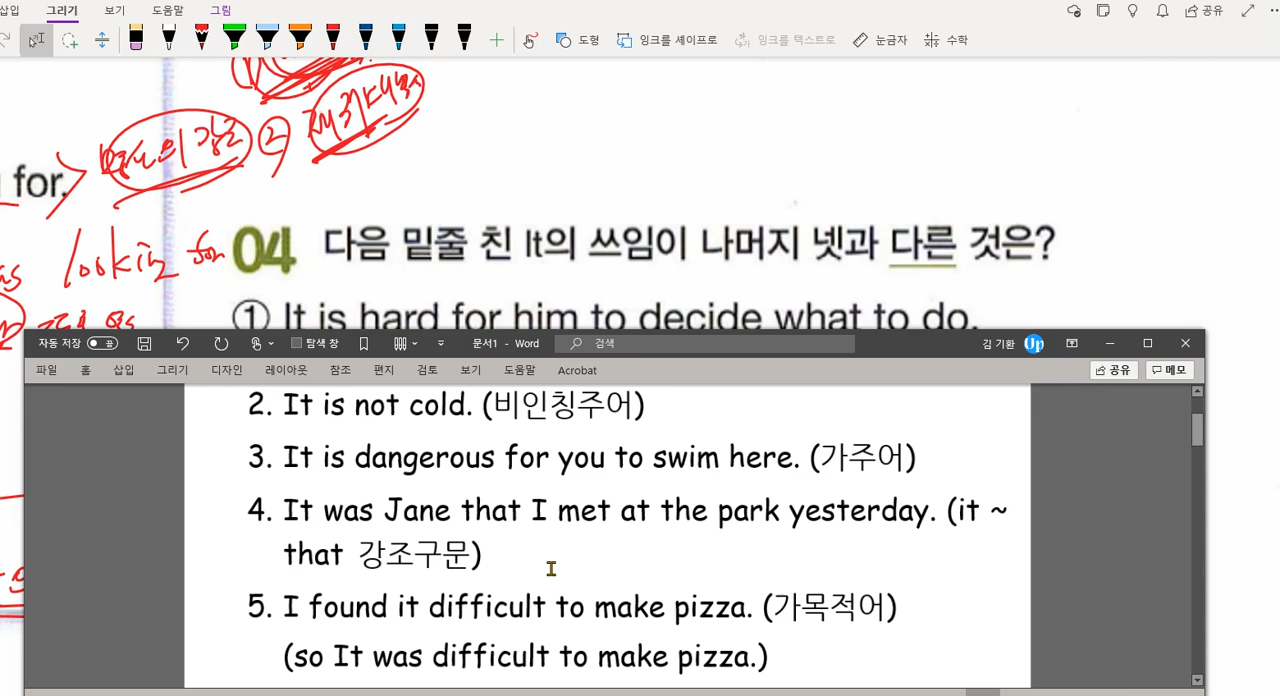 삽입 그리기 보기 도움말 그림 공유
도형 잉크를 셰이프로 잉크를 텍스트로 눈금자 수학
② 재귀대명사
for.
looking for
04 다음 밑줄 친 It의 쓰임이 나머지 넷과 다른 것은?
① It is hard for him to decide what to do.
자동 저장 탐색 창 문서1 - Word 검색 김 기환 Up
파일 홈 삽입 그리기 디자인 레이아웃 참조 편지 검토 보기 도움말 Acrobat 공유 메모
2. It is not cold. (비인칭주어)
3. It is dangerous for you to swim here. (가주어)
4. It was Jane that I met at the park yesterday. (it ~
that 강조구문)
5. I found it difficult to make pizza. (가목적어)
(so It was difficult to make pizza.)